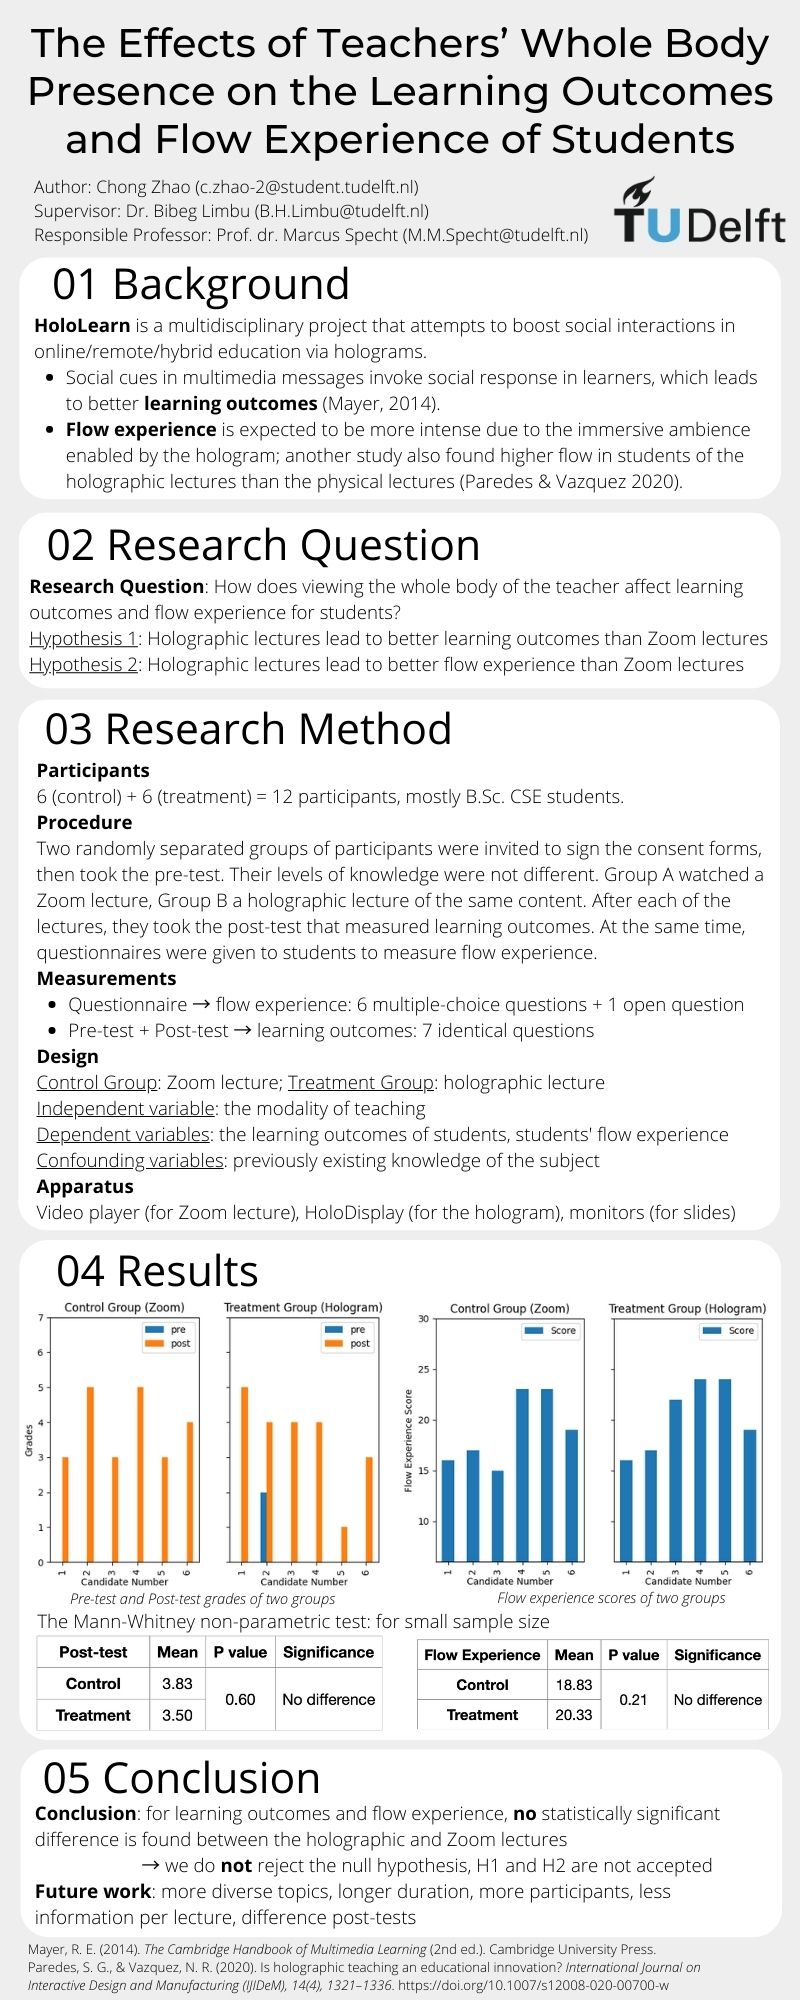 The Effects of Teachers’ Whole Body
Presence on the Learning Outcomes
and Flow Experience of Students
Author: Chong Zhao (c.zhao-2@student.tudelft.nl)
Supervisor: Dr. Bibeg Limbu (B.H.Limbu@tudelft.nl)
Responsible Professor: Prof. dr. Marcus Specht (M.M.Specht@tudelft.nl)
TU Delft
01 Background
HoloLearn is a multidisciplinary project that attempts to boost social interactions in
online/remote/hybrid education via holograms.
• Social cues in multimedia messages invoke social response in learners, which leads
to better learning outcomes (Mayer, 2014).
• Flow experience is expected to be more intense due to the immersive ambience
enabled by the hologram; another study also found higher flow in students of the
holographic lectures than the physical lectures (Paredes & Vazquez 2020).
02 Research Question
Research Question: How does viewing the whole body of the teacher affect learning
outcomes and flow experience for students?
Hypothesis 1: Holographic lectures lead to better learning outcomes than Zoom lectures
Hypothesis 2: Holographic lectures lead to better flow experience than Zoom lectures
03 Research Method
Participants
6 (control) + 6 (treatment) = 12 participants, mostly B.Sc. CSE students.
Procedure
Two randomly separated groups of participants were invited to sign the consent forms,
then took the pre-test. Their levels of knowledge were not different. Group A watched a
Zoom lecture, Group B a holographic lecture of the same content. After each of the
lectures, they took the post-test that measured learning outcomes. At the same time,
questionnaires were given to students to measure flow experience.
Measurements
• Questionnaire → flow experience: 6 multiple-choice questions + 1 open question
• Pre-test + Post-test → learning outcomes: 7 identical questions
Design
Control Group: Zoom lecture; Treatment Group: holographic lecture
Independent variable: the modality of teaching
Dependent variables: the learning outcomes of students, students' flow experience
Confounding variables: previously existing knowledge of the subject
Apparatus
Video player (for Zoom lecture), HoloDisplay (for the hologram), monitors (for slides)
04 Results
Control Group (Zoom)
7
6
5
4
3
2
1
0
Grades
pre
post
1 2 3 4 5 6
Candidate Number
Treatment Group (Hologram)
pre
post
1 2 3 4 5 6
Candidate Number
Pre-test and Post-test grades of two groups
Control Group (Zoom)
30
25
20
15
10
Flow Experience Score
Score
1 2 3 4 5 6
Candidate Number
Treatment Group (Hologram)
Score
1 2 3 4 5 6
Candidate Number
Flow experience scores of two groups
The Mann-Whitney non-parametric test: for small sample size
Post-test Mean P value Significance
Control 3.83
0.60 No difference
Treatment 3.50
Flow Experience Mean P value Significance
Control 18.83
0.21 No difference
Treatment 20.33
05 Conclusion
Conclusion: for learning outcomes and flow experience, no statistically significant
difference is found between the holographic and Zoom lectures
→ we do not reject the null hypothesis, H1 and H2 are not accepted
Future work: more diverse topics, longer duration, more participants, less
information per lecture, difference post-tests
Mayer, R. E. (2014). The Cambridge Handbook of Multimedia Learning (2nd ed.). Cambridge University Press.
Paredes, S. G., & Vazquez, N. R. (2020). Is holographic teaching an educational innovation? International Journal on
Interactive Design and Manufacturing (IJIDeM), 14(4), 1321–1336. https://doi.org/10.1007/s12008-020-00700-w